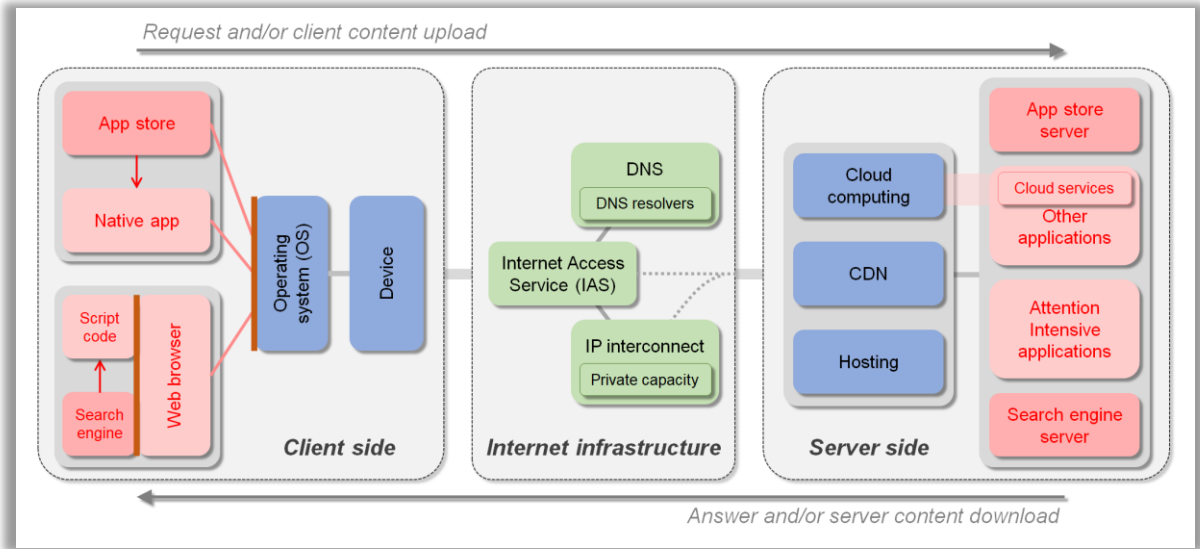 Request and/or client content upload
App store
Native app
Script
code
Search
engine
Web browser
Operating
system (OS)
Device
Client side
DNS
DNS resolvers
Internet Access
Service (IAS)
IP interconnect
Private capacity
Internet infrastructure
Cloud
computing
CDN
Hosting
Server side
App store
server
Cloud services
Other
applications
Attention
Intensive
applications
Search engine
server
Answer and/or server content download